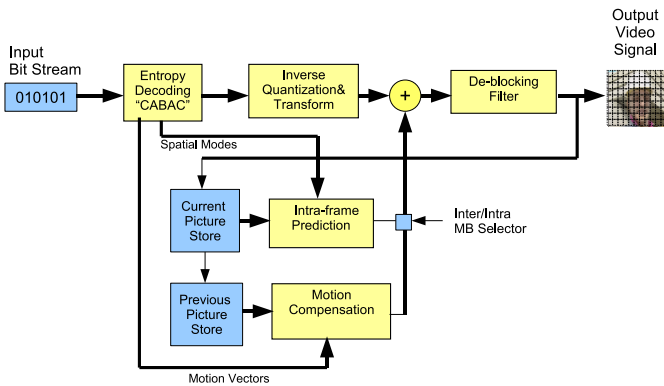 Output
Video
Signal
Input
Bit Stream
010101
Entropy
Decoding
“CABAC”
Inverse
Quantization&
Transform
+
De-blocking
Filter
Spatial Modes
Current
Picture
Store
Intra-frame
Prediction
Inter/Intra
MB Selector
Previous
Picture
Store
Motion
Compensation
Motion Vectors